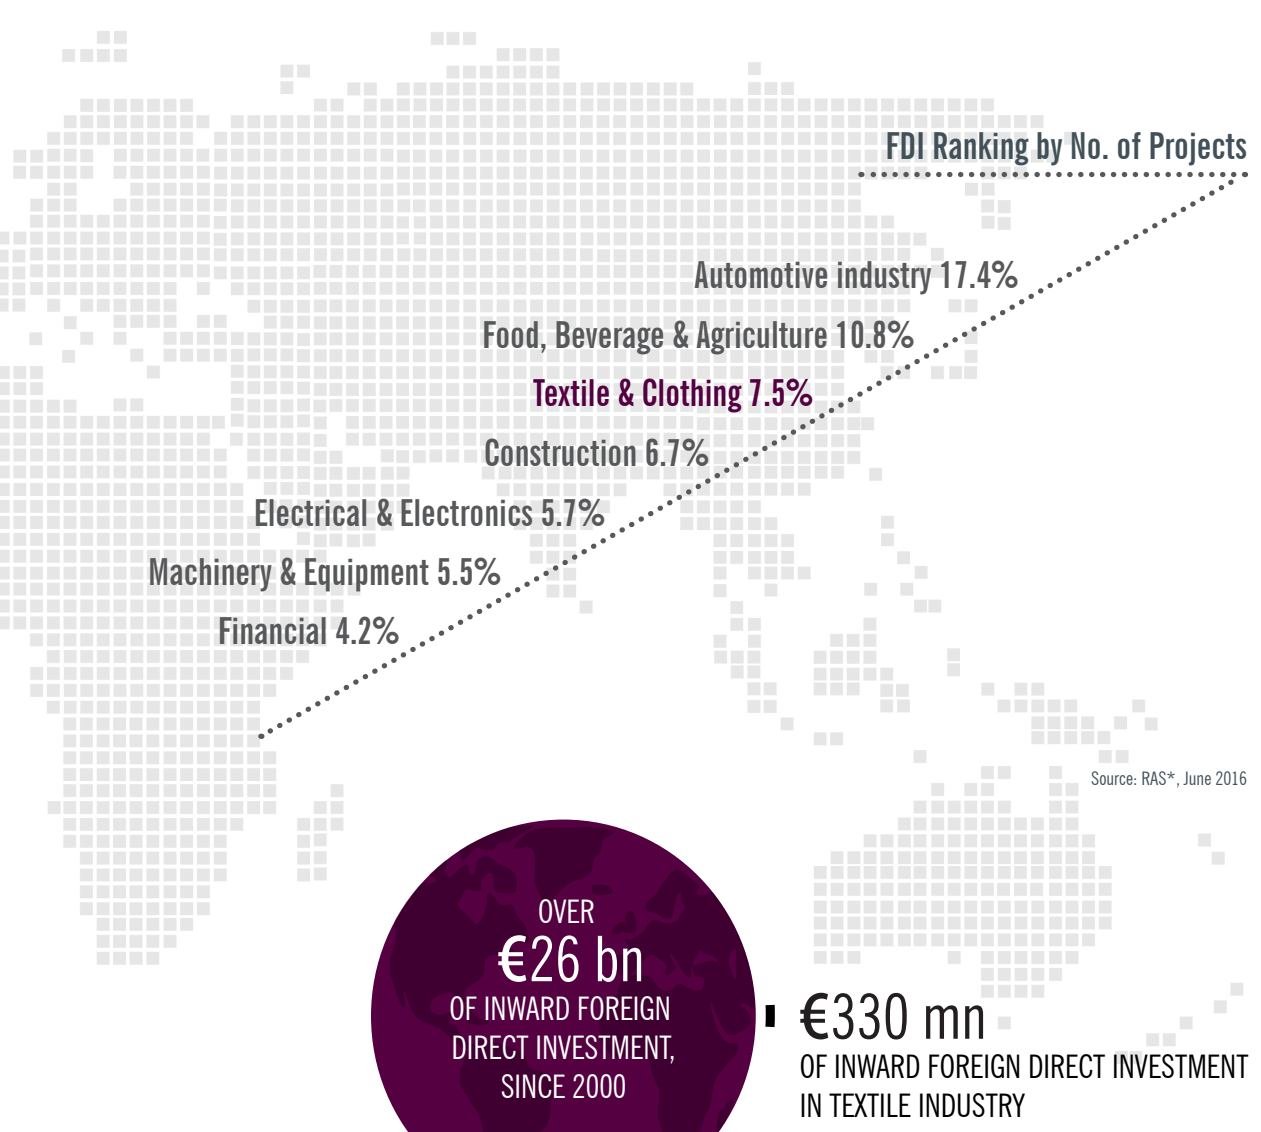 FDI Ranking by No. of Projects
Automotive industry 17.4%
Food, Beverage & Agriculture 10.8%
Textile & Clothing 7.5%
Construction 6.7%
Electrical & Electronics 5.7%
Machinery & Equipment 5.5%
Financial 4.2%
Source: RAS*, June 2016
OVER
€26 bn
OF INWARD FOREIGN
DIRECT INVESTMENT,
SINCE 2000
€330 mn
OF INWARD FOREIGN DIRECT INVESTMENT
IN TEXTILE INDUSTRY